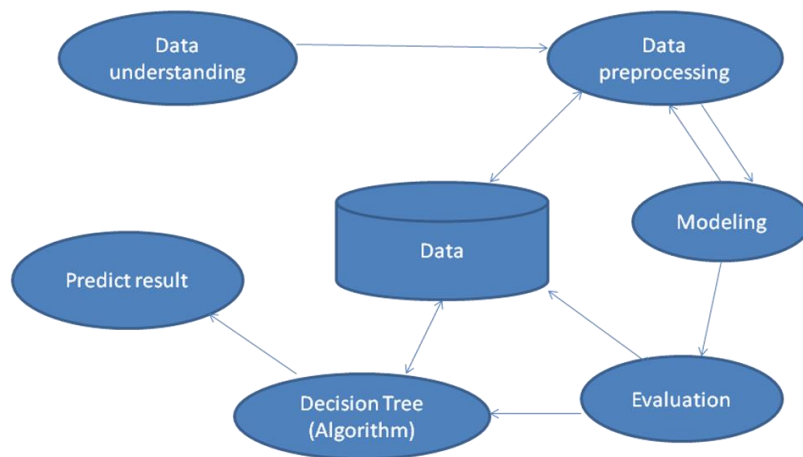 Data
understanding
Data
preprocessing
Modeling
Data
Predict result
Decision Tree
(Algorithm)
Evaluation